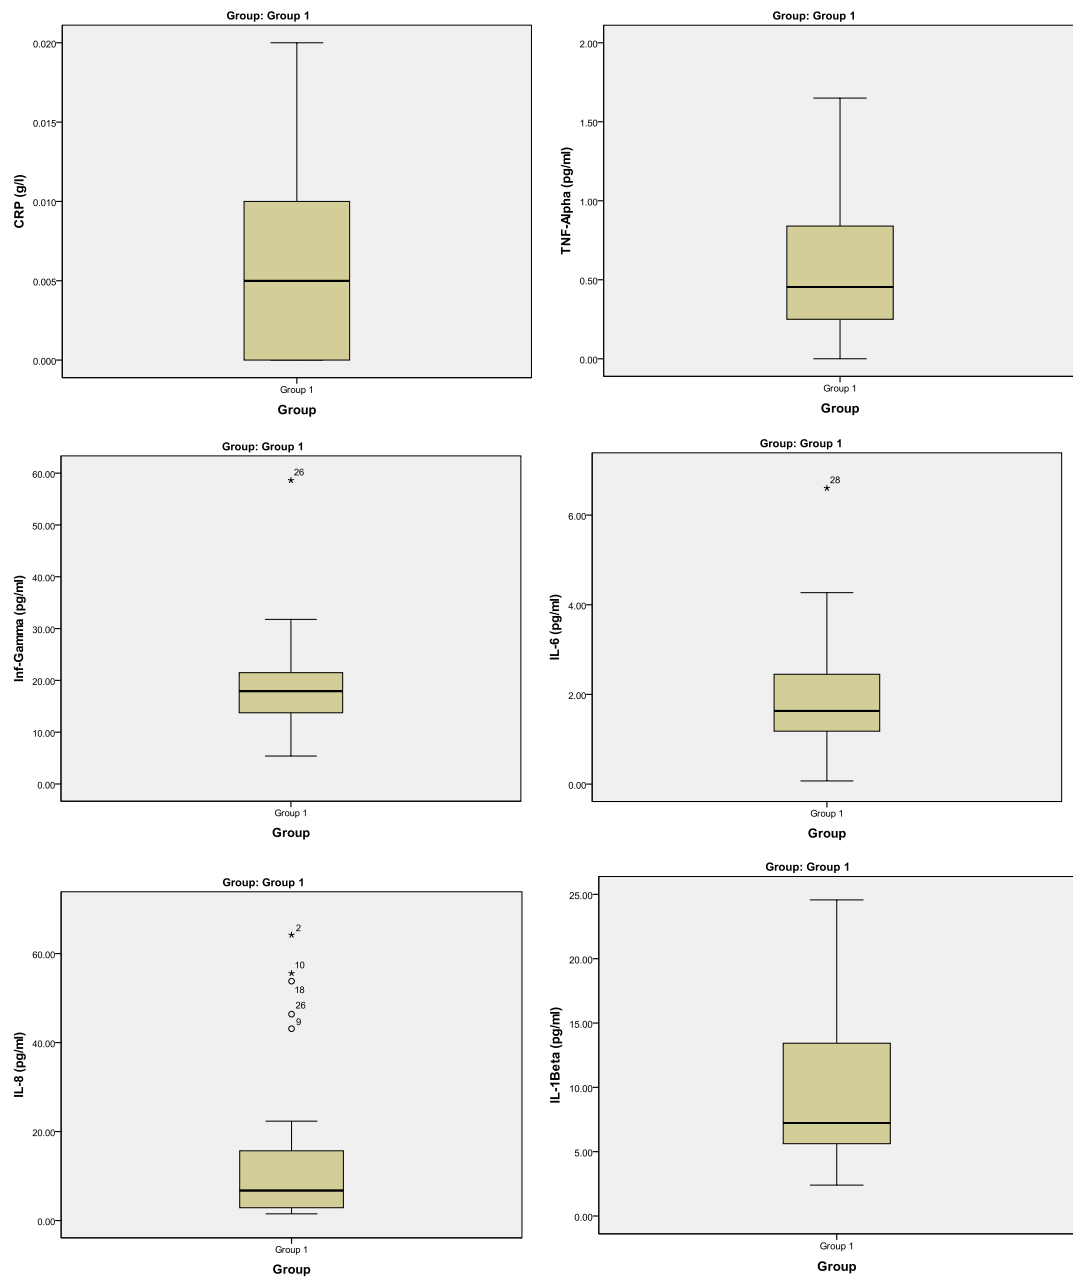 Group: Group 1
0.020
0.015
0.010
0.005
0.000
CRP (g/l)
Group 1
Group
Group: Group 1
2.00
1.50
1.00
0.50
0.00
TNF-Alpha (pg/ml)
Group 1
Group
Group: Group 1
60.00
50.00
40.00
30.00
20.00
10.00
0.00
Inf-Gamma (pg/ml)
26
Group 1
Group
Group: Group 1
6.00
4.00
2.00
0.00
IL-6 (pg/ml)
28
Group 1
Group
Group: Group 1
60.00
40.00
20.00
0.00
IL-8 (pg/ml)
2
10
18
26
9
Group 1
Group
Group: Group 1
25.00
20.00
15.00
10.00
5.00
0.00
IL-1Beta (pg/ml)
Group 1
Group